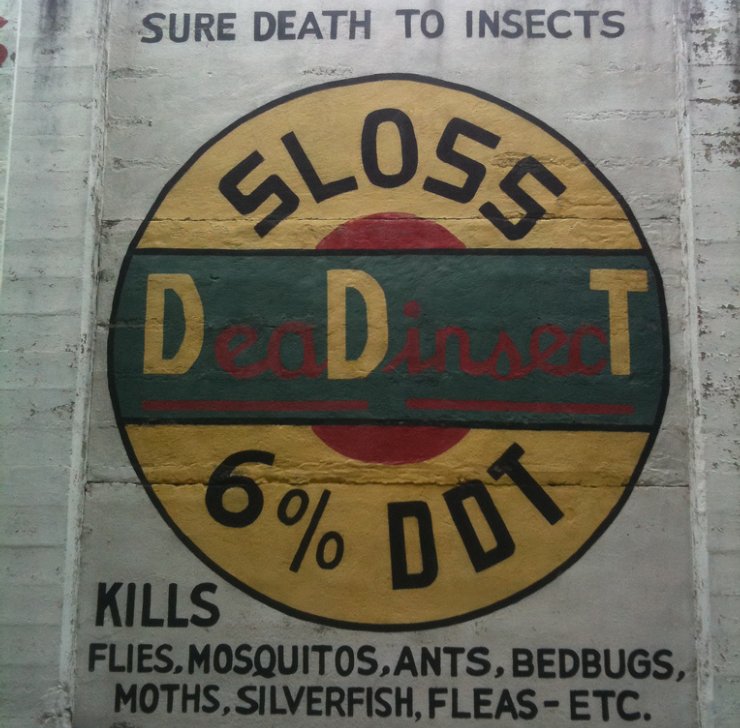 SURE DEATH TO INSECTS
SLOSS
DeaDinsecT
6% DDT
KILLS
FLIES, MOSQUITOS, ANTS, BEDBUGS,
MOTHS, SILVERFISH, FLEAS - ETC.